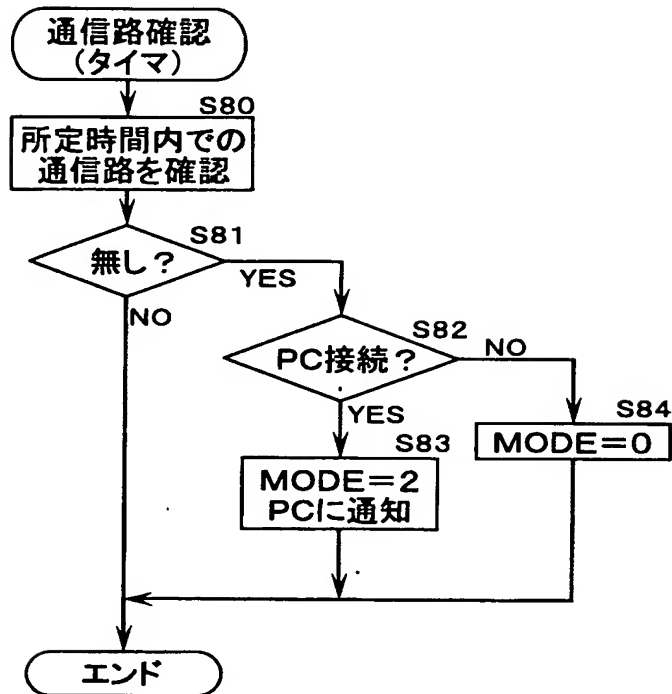 通信路確認
(タイマ)
S80
所定時間内での
通信路を確認
S81
無し?
YES
NO
S82
PC接続?
NO
YES
S84
MODE=0
S83
MODE=2
PCに通知
エンド